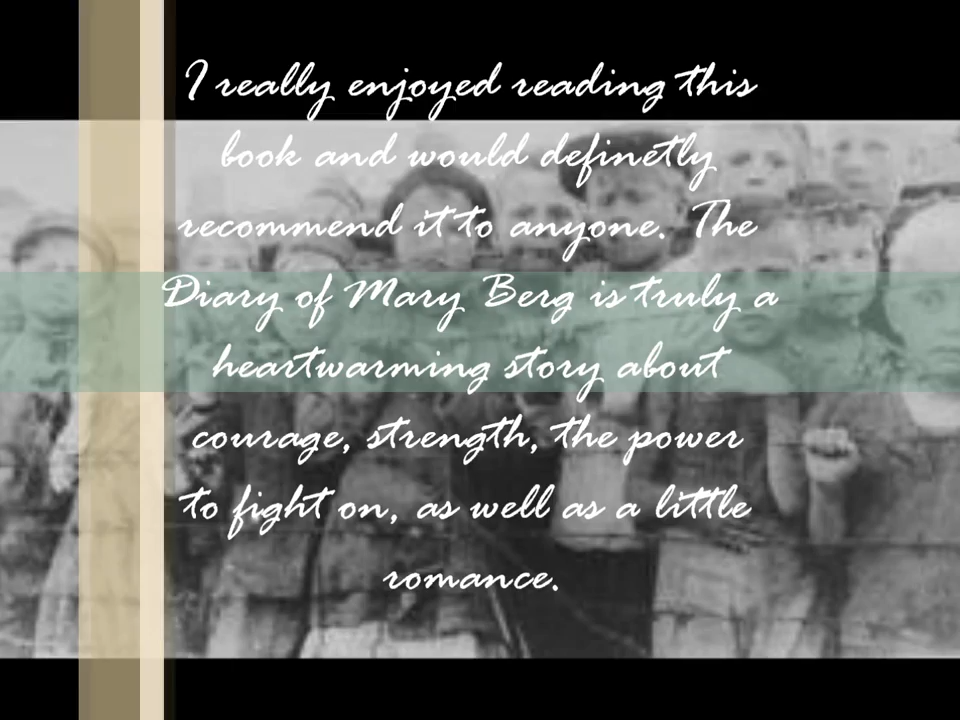 I really enjoyed reading this
book and would definetly
recommend it to anyone. The
Diary of Mary Berg is truly a
heartwarming story about
courage, strength, the power
to fight on, as well as a little
romance.